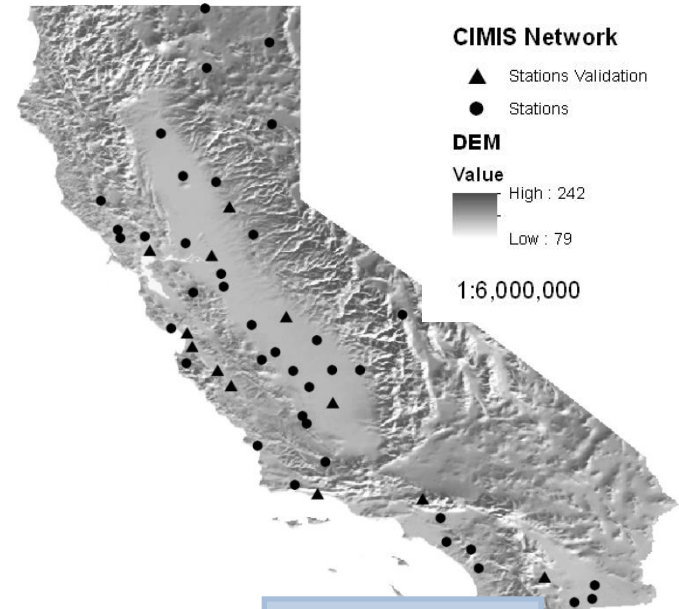 CIMIS Network
Stations Validation
Stations
DEM
Value
High : 242
Low : 79
1:6,000,000